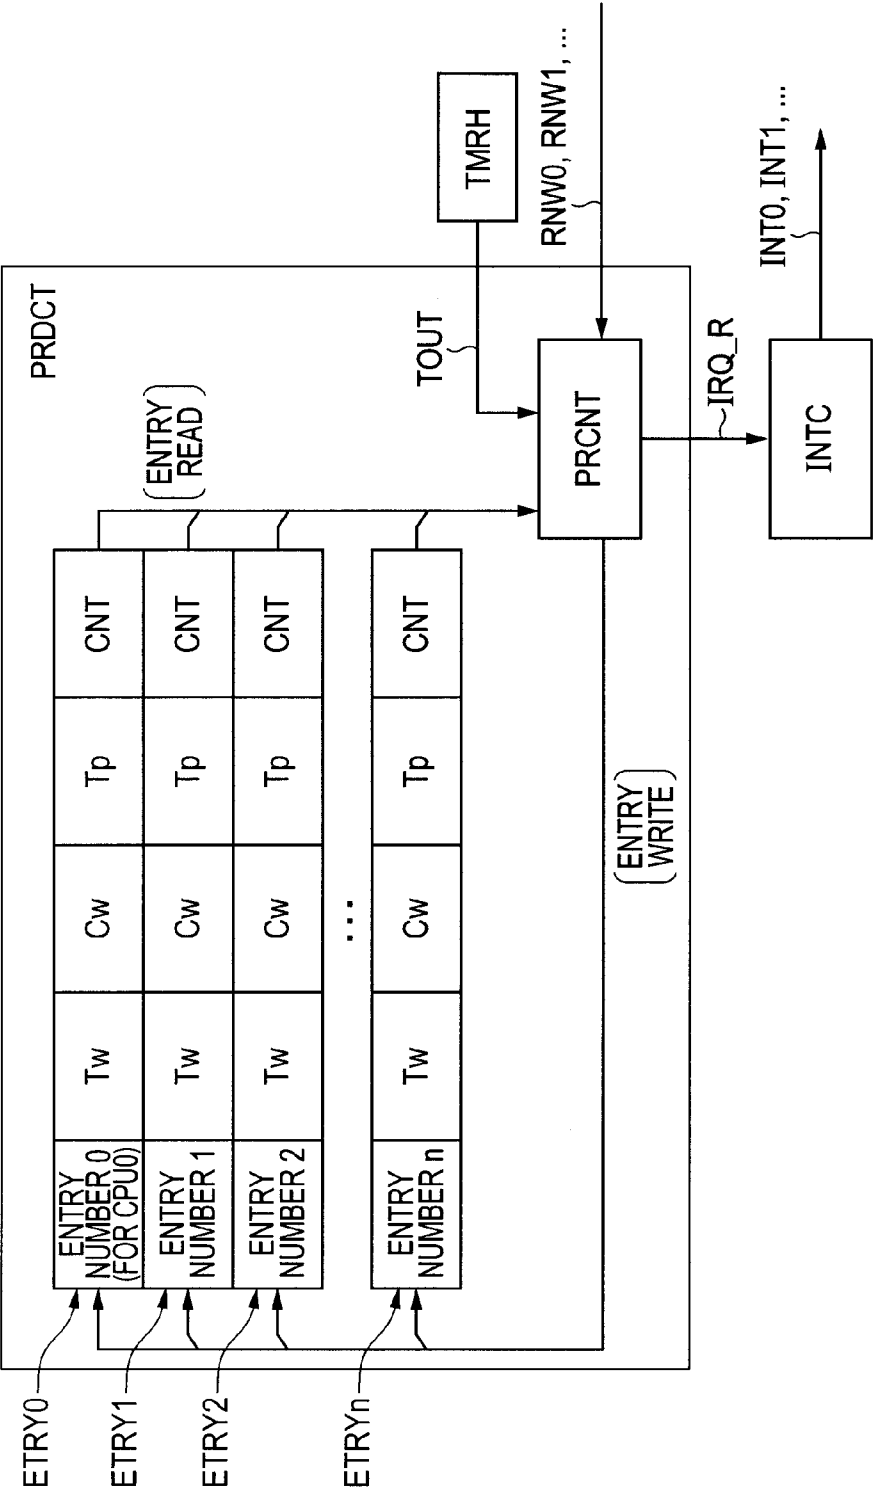 PRDCT
ETRY0
ENTRY
NUMBER 0
(FOR CPU0)
Tw
Cw
Tp
CNT
ETRY1
ENTRY
NUMBER 1
Tw
Cw
Tp
CNT
ETRY2
ENTRY
NUMBER 2
Tw
Cw
Tp
CNT
...
ETRYn
ENTRY
NUMBER n
Tw
Cw
Tp
CNT
(ENTRY
READ)
TOUT
TMRH
(ENTRY
WRITE)
PRCNT
RNW0, RNW1, ...
IRQ_R
INTC
INT0, INT1, ...